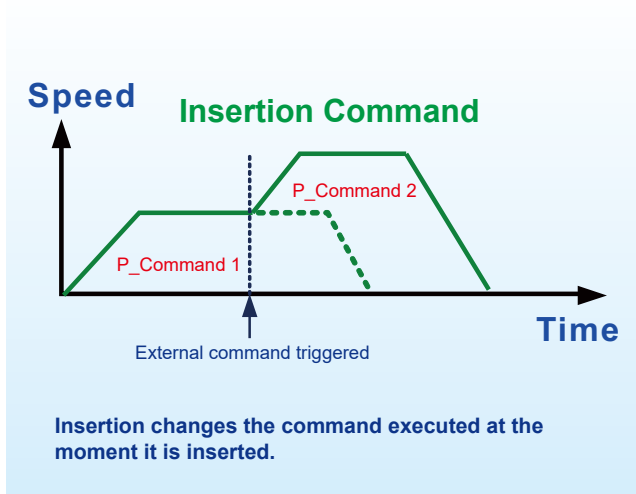 Speed
Insertion Command
P_Command 2
P_Command 1
Time
External command triggered
Insertion changes the command executed at the
moment it is inserted.